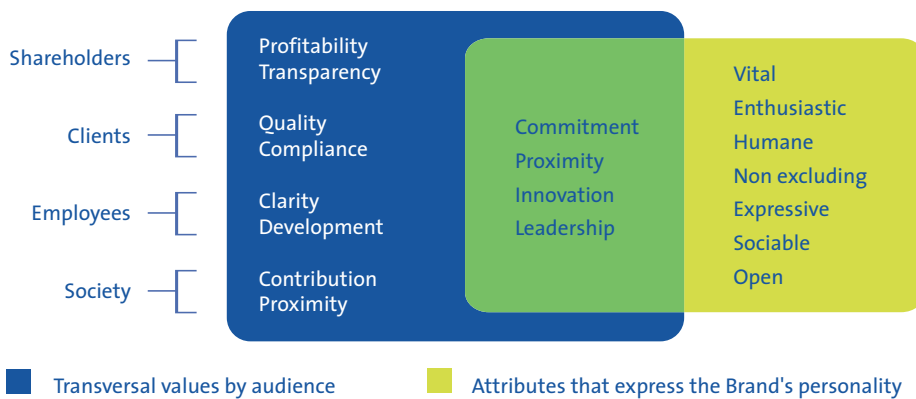 Shareholders
Profitability
Transparency
Clients
Quality
Compliance
Employees
Clarity
Development
Society
Contribution
Proximity
Commitment
Proximity
Innovation
Leadership
Vital
Enthusiastic
Humane
Non excluding
Expressive
Sociable
Open
Transversal values by audience
Attributes that express the Brand's personality